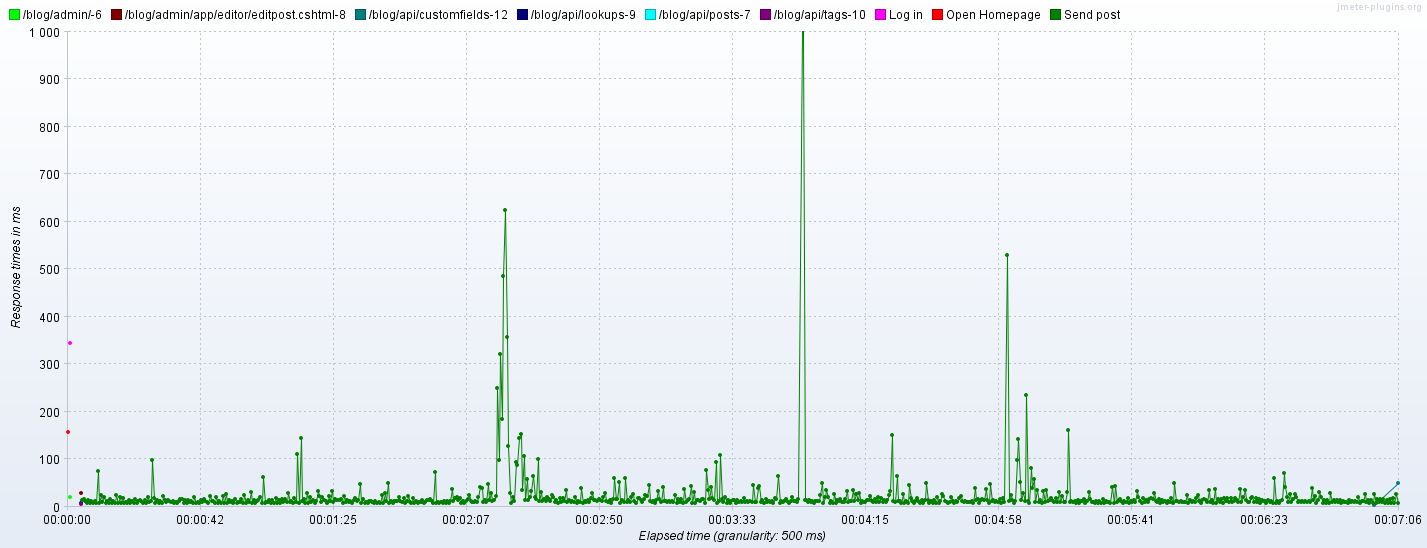 /blog/admin/-6 /blog/admin/app/editor/editpost.cshtml-8 /blog/api/customfields-12 /blog/api/lookups-9 /blog/api/posts-7 /blog/api/tags-10 Log in Open Homepage Send post
jmeter-plugins.org
1 000
900
800
700
600
500
400
300
200
100
0
Response times in ms
00:00:00 00:00:42 00:01:25 00:02:07 00:02:50 00:03:33 00:04:15 00:04:58 00:05:41 00:06:23 00:07:06
Elapsed time (granularity: 500 ms)